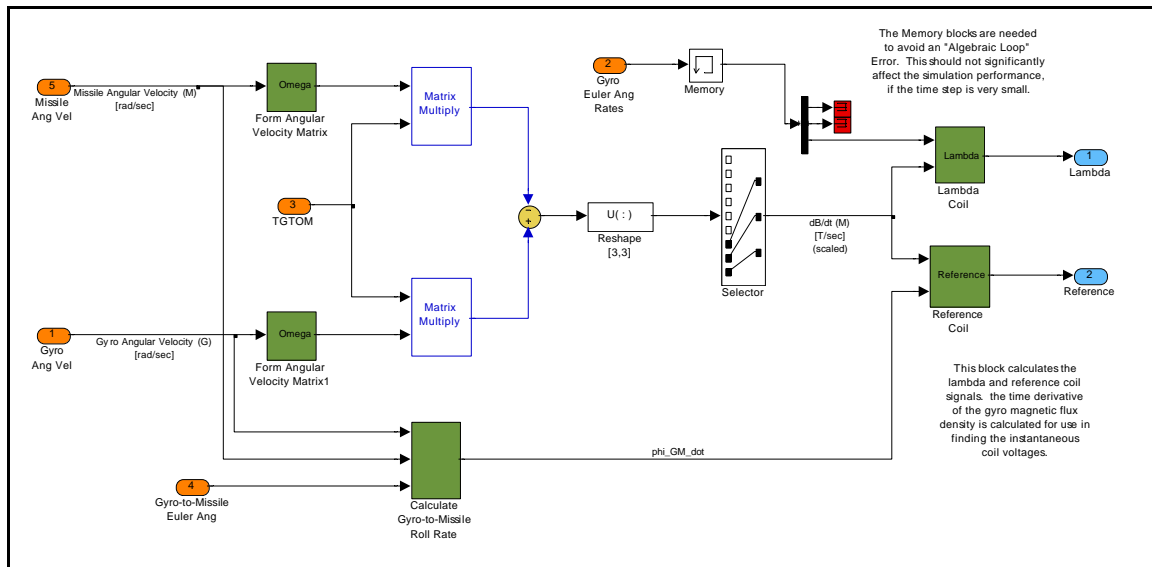 The Memory blocks are needed
to avoid an "Algebraic Loop"
Error. This should not significantly
affect the simulation performance,
if the time step is very small.
5
Missile
Ang Vel
Missile Angular Velocity (M)
[rad/sec]
Omega
Form Angular
Velocity Matrix
Matrix
Multiply
2
Gyro
Euler Ang
Rates
Memory
3
TGTOM
−
+
U( : )
Reshape
[3,3]
Selector
dB/dt (M)
[T/sec]
(scaled)
Lambda
Lambda
Coil
1
Lambda
Reference
Reference
Coil
2
Reference
Matrix
Multiply
1
Gyro
Ang Vel
Gyro Angular Velocity (G)
[rad/sec]
Omega
Form Angular
Velocity Matrix1
This block calculates the
lambda and reference coil
signals. the time derivative
of the gyro magnetic flux
density is calculated for use in
finding the instantaneous
coil voltages.
4
Gyro-to-Missile
Euler Ang
Calculate
Gyro-to-Missile
Roll Rate
phi_GM_dot